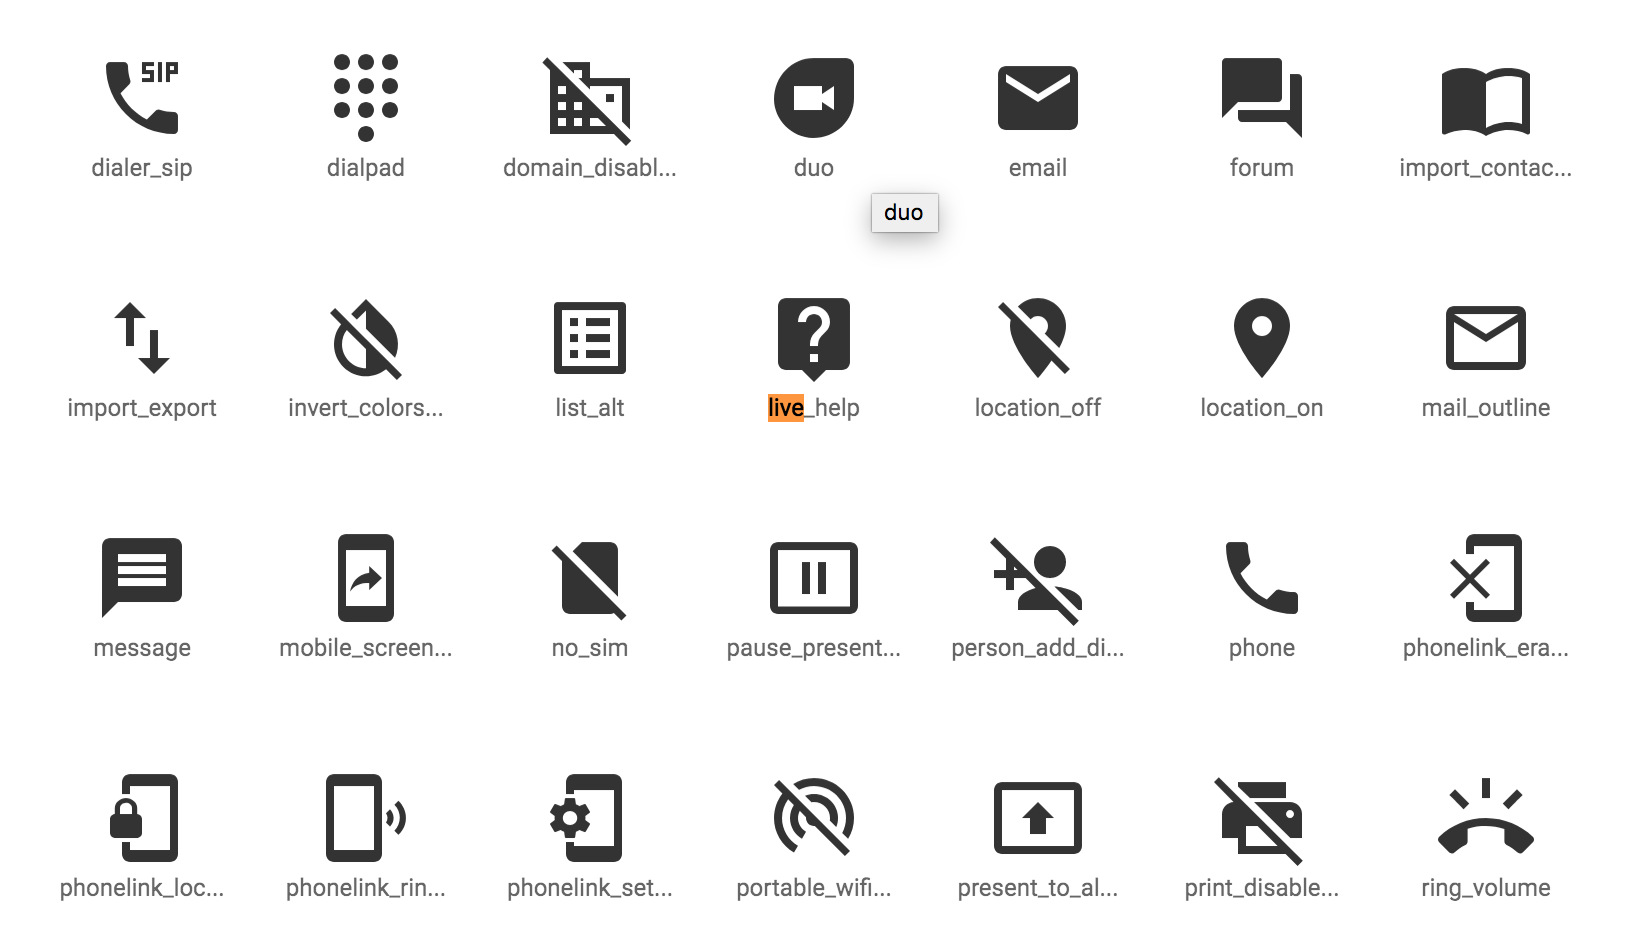 SIP
dialer_sip
dialpad
domain_disabl...
duo
email
forum
import_contac...
duo
import_export
invert_colors...
list_alt
?
live_help
location_off
location_on
mail_outline
message
mobile_screen...
no_sim
pause_present...
person_add_di...
phone
phonelink_era...
phonelink_loc...
phonelink_rin...
phonelink_set...
portable_wifi...
present_to_al...
print_disable...
ring_volume